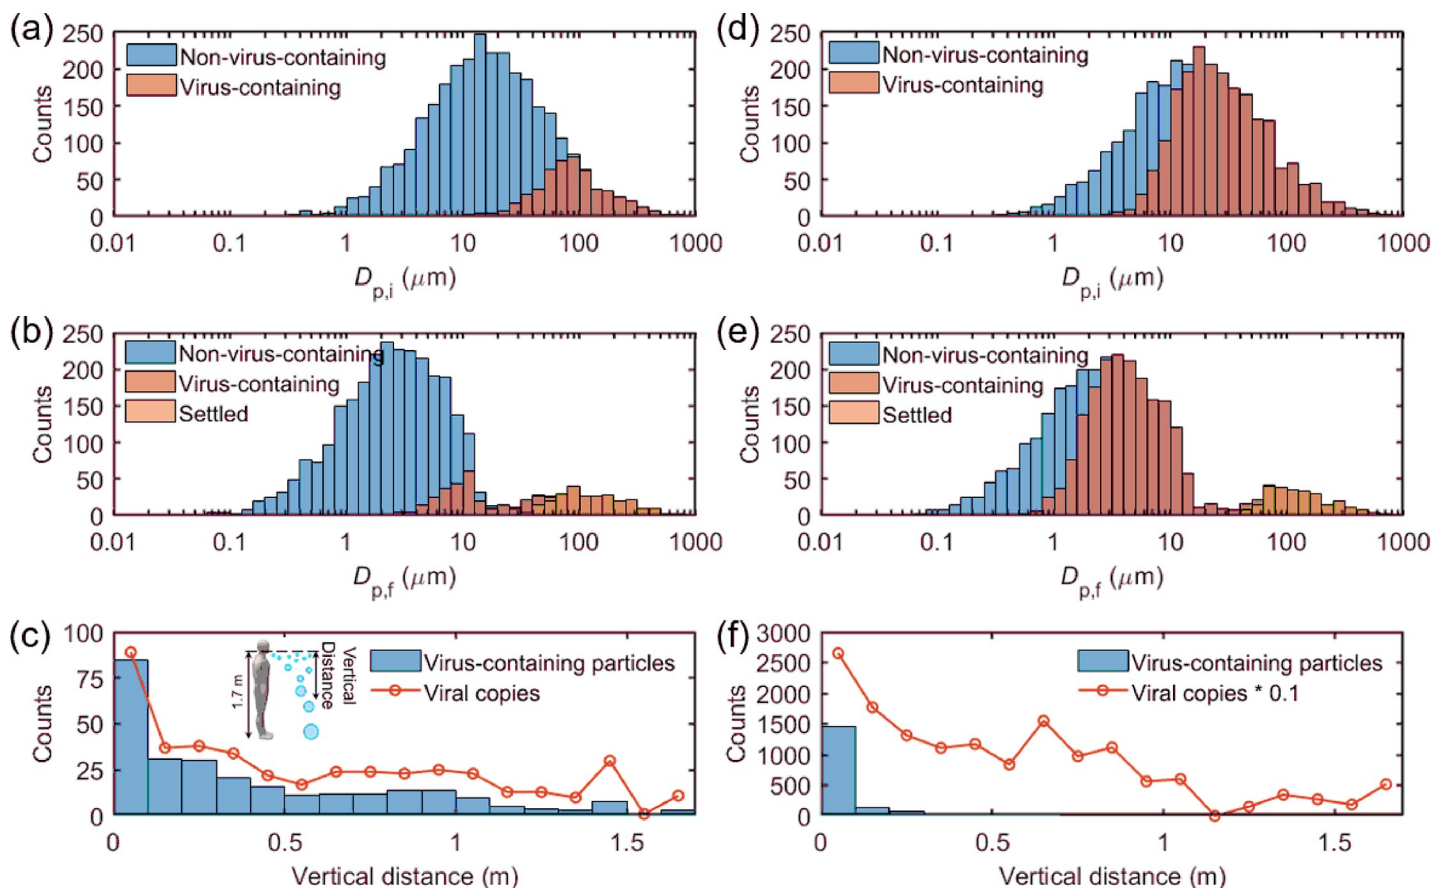 (a)
250
200
150
100
50
0
Counts
Non-virus-containing
Virus-containing
0.01 0.1 1 10 100 1000
Dp,i (μm)
(d)
250
200
150
100
50
0
Counts
Non-virus-containing
Virus-containing
0.01 0.1 1 10 100 1000
Dp,i (μm)
(b)
250
200
150
100
50
0
Counts
Non-virus-containing
Virus-containing
Settled
0.01 0.1 1 10 100 1000
Dp,f (μm)
(e)
250
200
150
100
50
0
Counts
Non-virus-containing
Virus-containing
Settled
0.01 0.1 1 10 100 1000
Dp,f (μm)
(c)
100
75
50
25
0
Counts
1.7 m
Vertical
Distance
Virus-containing particles
Viral copies
0 0.5 1 1.5
Vertical distance (m)
(f)
3000
2500
2000
1500
1000
500
0
Counts
Virus-containing particles
Viral copies * 0.1
0 0.5 1 1.5
Vertical distance (m)